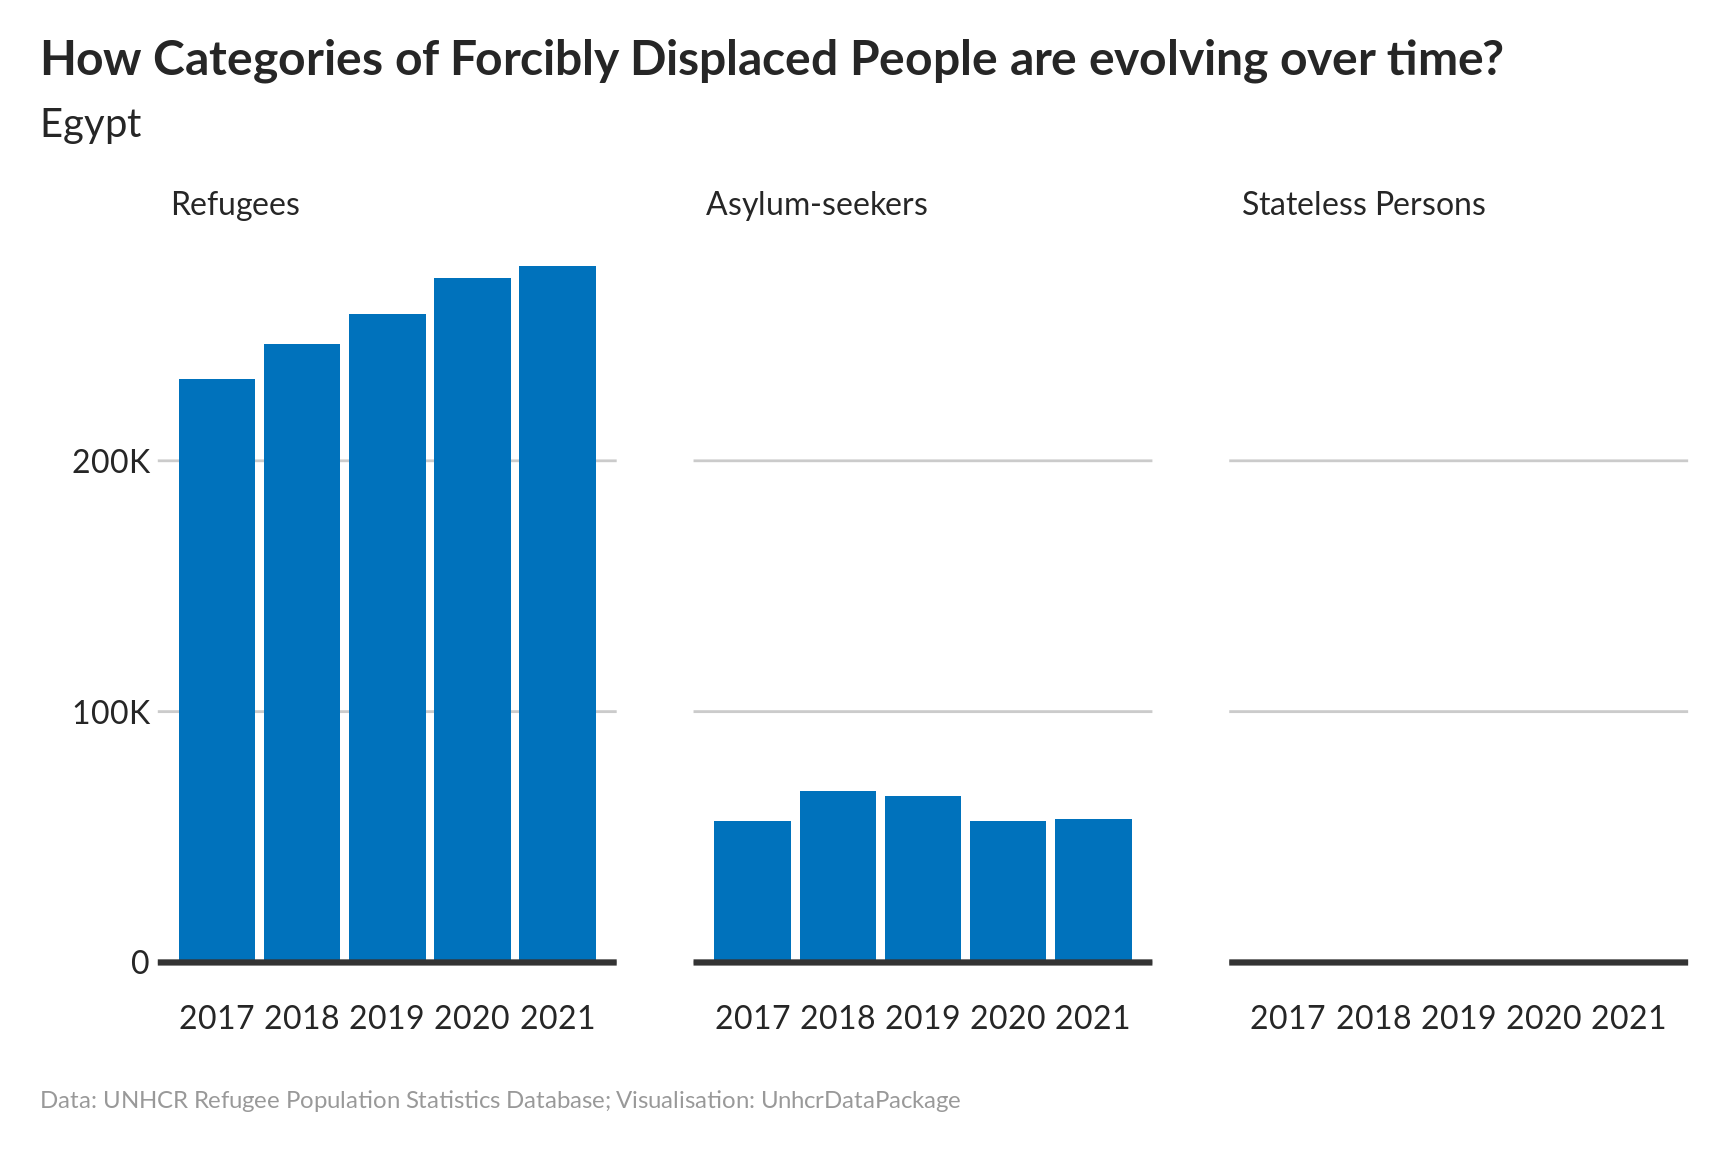 How Categories of Forcibly Displaced People are evolving over time?
Egypt
Refugees
Asylum-seekers
Stateless Persons
200K
100K
0
2017 2018 2019 2020 2021
2017 2018 2019 2020 2021
2017 2018 2019 2020 2021
Data: UNHCR Refugee Population Statistics Database; Visualisation: UnhcrDataPackage